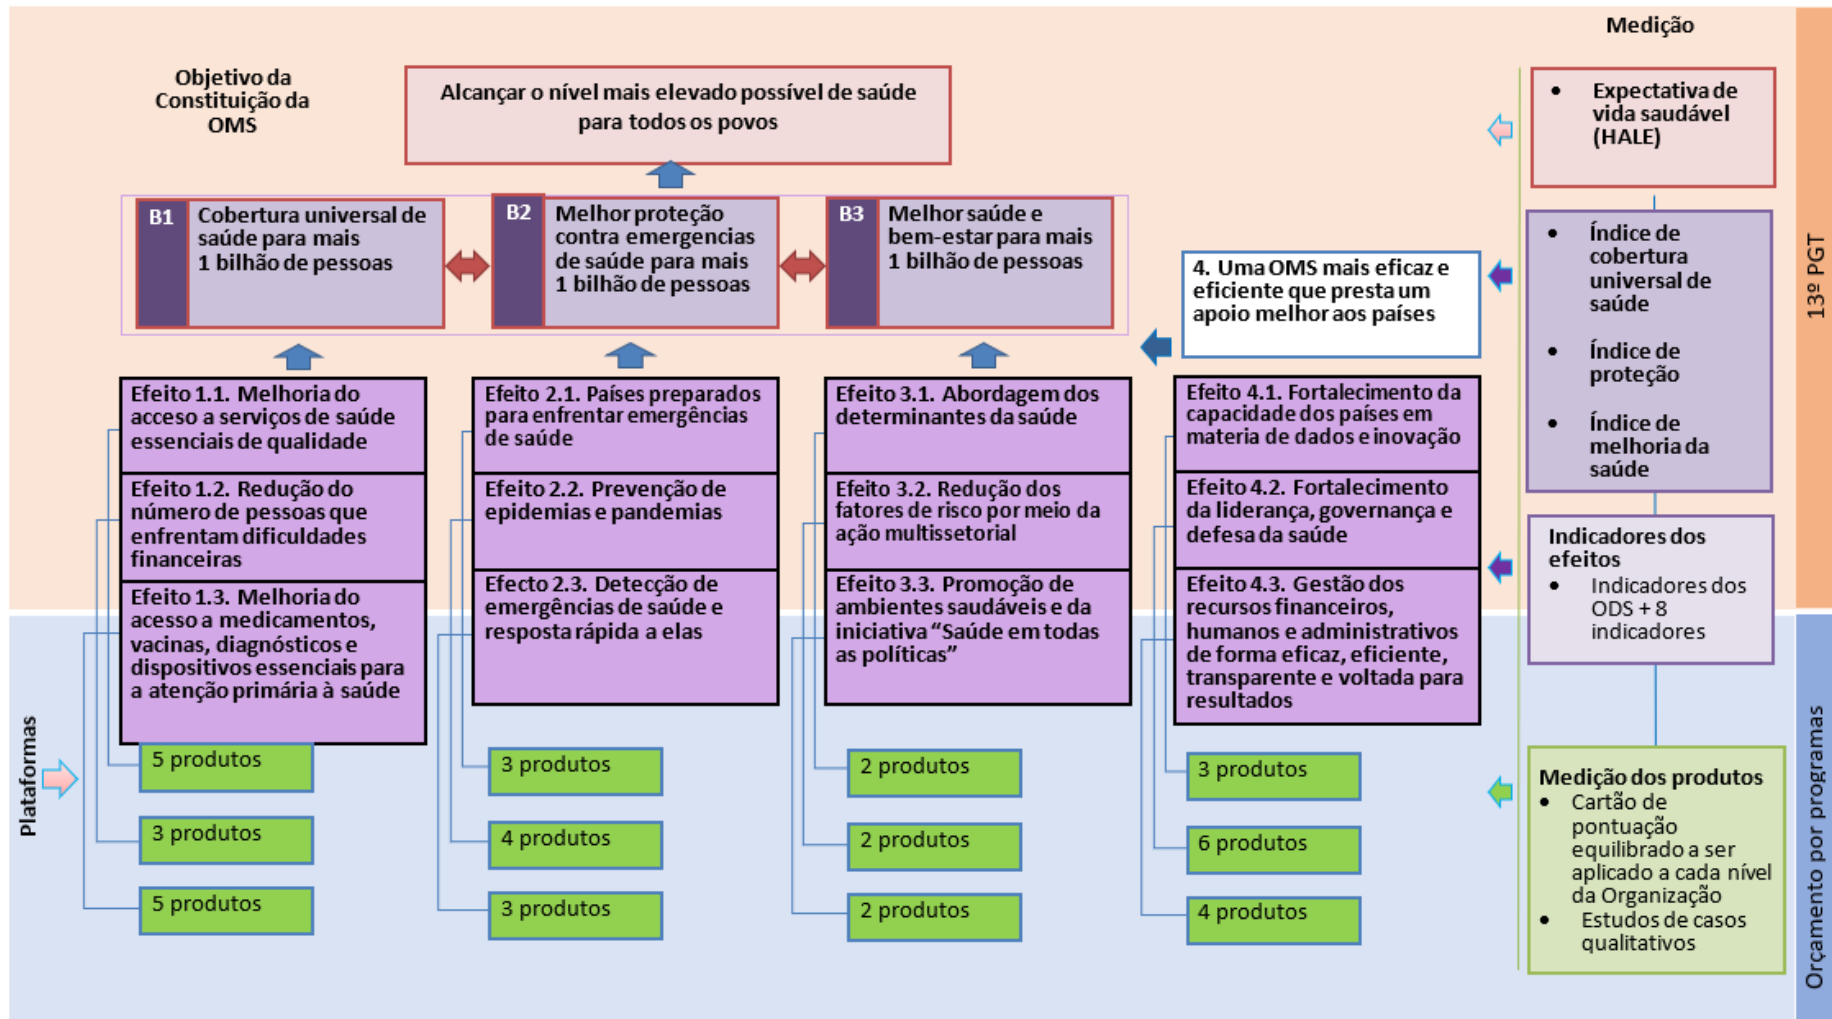 Medição
Objetivo da
Constituição da
OMS
Alcançar o nível mais elevado possível de saúde
para todos os povos
• Expectativa de
vida saudável
(HALE)
13º PGT
B1
Cobertura universal de
saúde para mais
1 bilhão de pessoas
B2
Melhor proteção
contra emergencias
de saúde para mais
1 bilhão de pessoas
B3
Melhor saúde e
bem-estar para mais
1 bilhão de pessoas
4. Uma OMS mais eficaz e
eficiente que presta um
apoio melhor aos países
• Índice de
cobertura
universal de
saúde
• Índice de
proteção
• Índice de
melhoria da
saúde
Efeito 1.1. Melhoria do
acceso a serviços de saúde
essenciais de qualidade
Efeito 1.2. Redução do
número de pessoas que
enfrentam dificuldades
financeiras
Efeito 1.3. Melhoria do
acesso a medicamentos,
vacinas, diagnósticos e
dispositivos essenciais para
a atenção primária à saúde
Efeito 2.1. Países preparados
para enfrentar emergências
de saúde
Efeito 2.2. Prevenção de
epidemias e pandemias
Efecto 2.3. Detecção de
emergências de saúde e
resposta rápida a elas
Efeito 3.1. Abordagem dos
determinantes da saúde
Efeito 3.2. Redução dos
fatores de risco por meio da
ação multissetorial
Efeito 3.3. Promoção de
ambientes saudáveis e da
iniciativa “Saúde em todas
as políticas”
Efeito 4.1. Fortalecimento da
capacidade dos países em
materia de dados e inovação
Efeito 4.2. Fortalecimento
da liderança, governança e
defesa da saúde
Efeito 4.3. Gestão dos
recursos financeiros,
humanos e administrativos
de forma eficaz, eficiente,
transparente e voltada para
resultados
Indicadores dos
efeitos
• Indicadores dos
ODS + 8
indicadores
Plataformas
5 produtos
3 produtos
5 produtos
3 produtos
4 produtos
3 produtos
2 produtos
2 produtos
2 produtos
3 produtos
6 produtos
4 produtos
Medição dos produtos
• Cartão de
pontuação
equilibrado a ser
aplicado a cada nível
da Organização
• Estudos de casos
qualitativos
Orçamento por programas